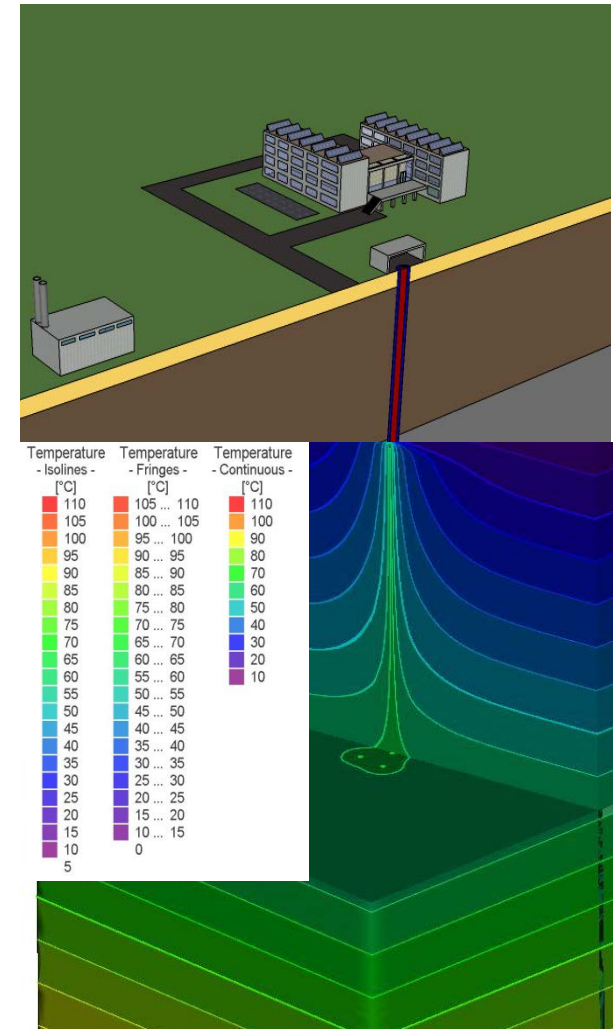 Temperature
- Isolines -
[°C]
110
105
100
95
90
85
80
75
70
65
60
55
50
45
40
35
30
25
20
15
10
5
Temperature
- Fringes -
[°C]
105 ... 110
100 ... 105
95 ... 100
90 ... 95
85 ... 90
80 ... 85
75 ... 80
70 ... 75
65 ... 70
60 ... 65
55 ... 60
50 ... 55
45 ... 50
40 ... 45
35 ... 40
30 ... 35
25 ... 30
20 ... 25
15 ... 20
10 ... 15
0
Temperature
- Continuous -
[°C]
110
100
90
80
70
60
50
40
30
20
10